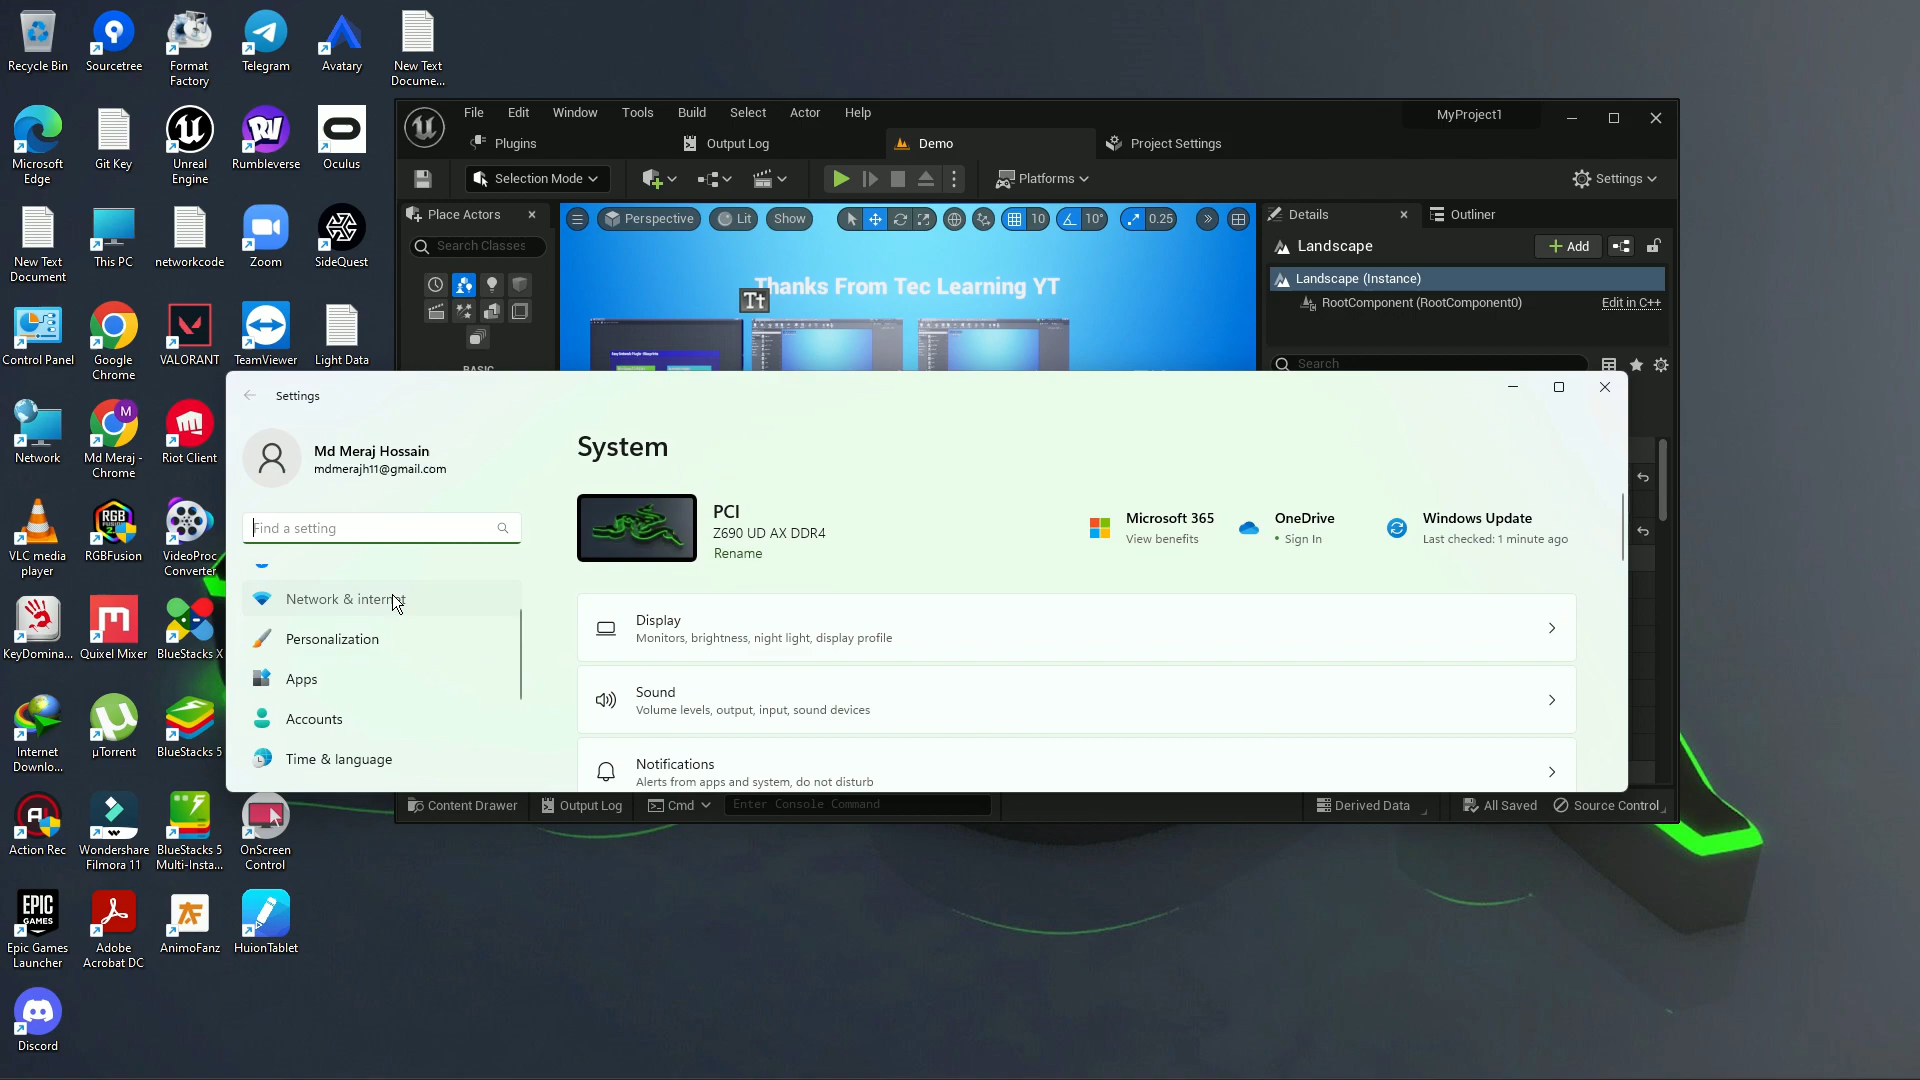 Recycle Bin
Sourcetree
Format
Factory
Telegram
Avatary
New Text
Docume...
Microsoft
Edge
Git Key
Unreal
Engine
Rumbleverse
Oculus
New Text
Document
This PC
networkcode
Zoom
SideQuest
Control Panel
Google
Chrome
VALORANT
TeamViewer
Light Data
Network
Md Meraj -
Chrome
Riot Client
VLC media
player
RGBFusion
VideoProc
Converter
KeyDomina...
Quixel Mixer
BlueStacks X
Internet
Downlo...
µTorrent
BlueStacks 5
Action Rec
Wondershare
Filmora 11
BlueStacks 5
Multi-Insta...
OnScreen
Control
EPIC
GAMES
Epic Games
Launcher
Adobe
Acrobat DC
AnimoFanz
HuionTablet
Discord
File Edit Window Tools Build Select Actor Help
MyProject1
Plugins
Output Log
Demo
Project Settings
Selection Mode
Platforms
Settings
Place Actors
Search Classes
Perspective
Lit
Show
10
10°
0.25
Thanks From Tec Learning YT
Tt
Details
Outliner
Landscape
Add
Landscape (Instance)
RootComponent (RootComponent0)
Edit in C++
Search
Settings
Md Meraj Hossain
mdmerajh11@gmail.com
Find a setting
Network & internet
Personalization
Apps
Accounts
Time & language
System
PCI
Z690 UD AX DDR4
Rename
Microsoft 365
View benefits
OneDrive
• Sign In
Windows Update
Last checked: 1 minute ago
Display
Monitors, brightness, night light, display profile
Sound
Volume levels, output, input, sound devices
Notifications
Alerts from apps and system, do not disturb
Content Drawer
Output Log
Cmd
Enter Console Command
Derived Data
All Saved
Source Control